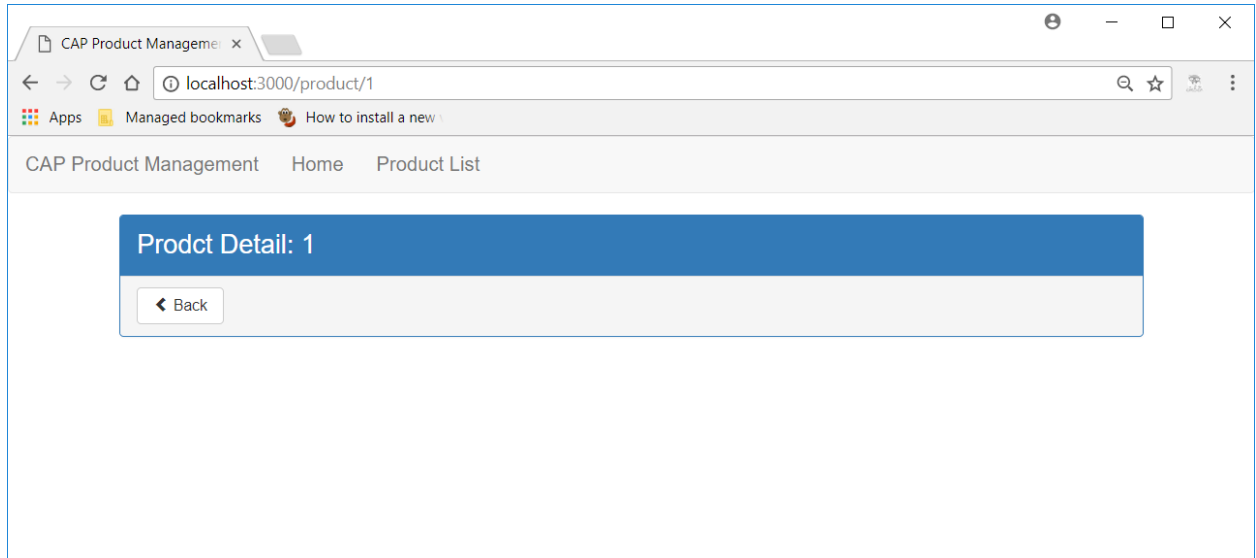 CAP Product Manageme
localhost:3000/product/1
Apps Managed bookmarks How to install a new
CAP Product Management Home Product List
Prodct Detail: 1
Back